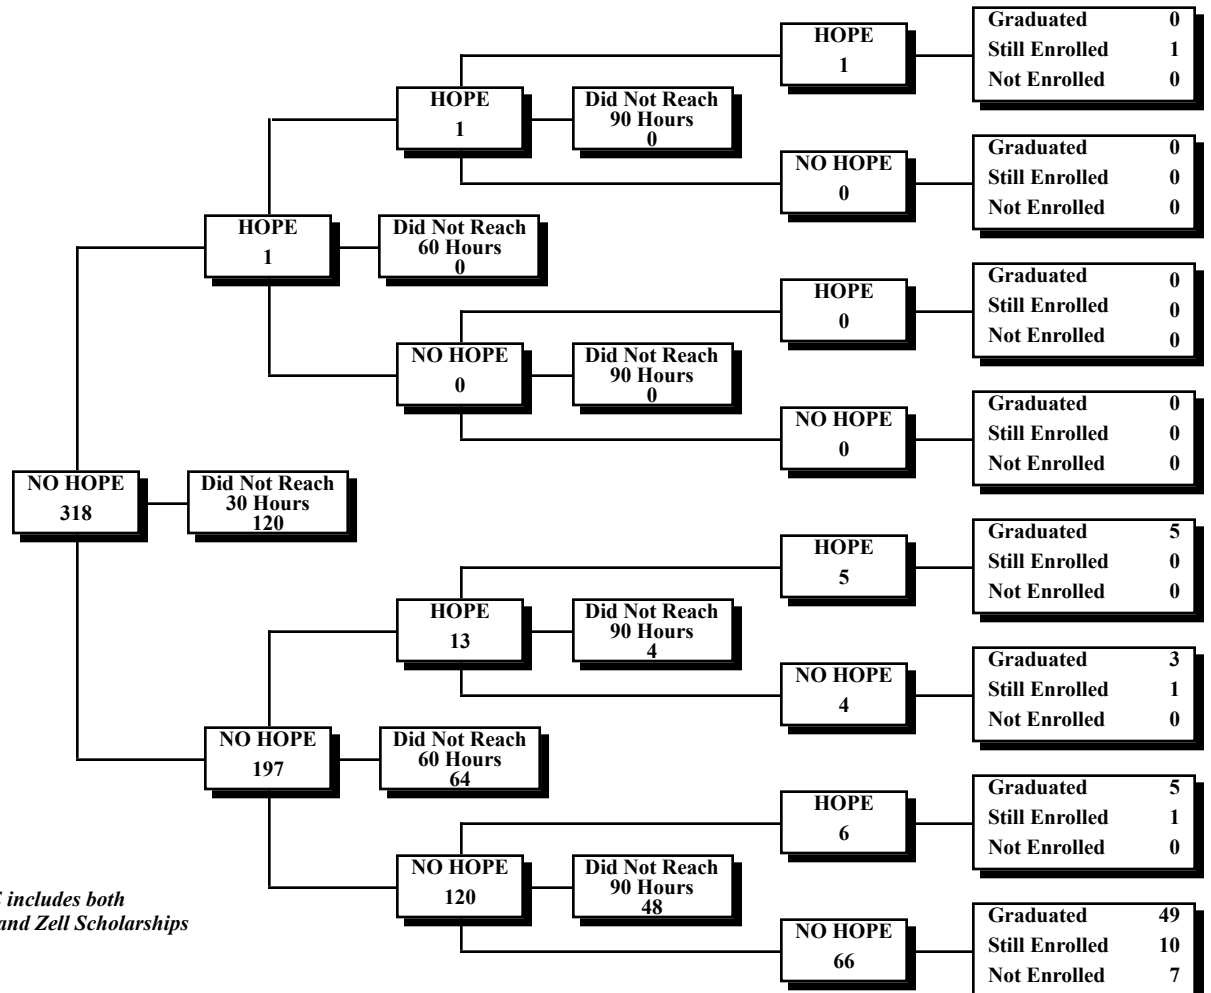 Graduated 0
Still Enrolled 1
Not Enrolled 0
HOPE
1
HOPE
1
Did Not Reach
90 Hours
0
NO HOPE
0
Graduated 0
Still Enrolled 0
Not Enrolled 0
HOPE
1
Did Not Reach
60 Hours
0
HOPE
0
Graduated 0
Still Enrolled 0
Not Enrolled 0
NO HOPE
0
Did Not Reach
90 Hours
0
NO HOPE
0
Graduated 0
Still Enrolled 0
Not Enrolled 0
NO HOPE
318
Did Not Reach
30 Hours
120
HOPE
5
Graduated 5
Still Enrolled 0
Not Enrolled 0
HOPE
13
Did Not Reach
90 Hours
4
NO HOPE
4
Graduated 3
Still Enrolled 1
Not Enrolled 0
NO HOPE
197
Did Not Reach
60 Hours
64
HOPE
6
Graduated 5
Still Enrolled 1
Not Enrolled 0
NO HOPE
120
Did Not Reach
90 Hours
48
NO HOPE
66
Graduated 49
Still Enrolled 10
Not Enrolled 7
includes both
and Zell Scholarships